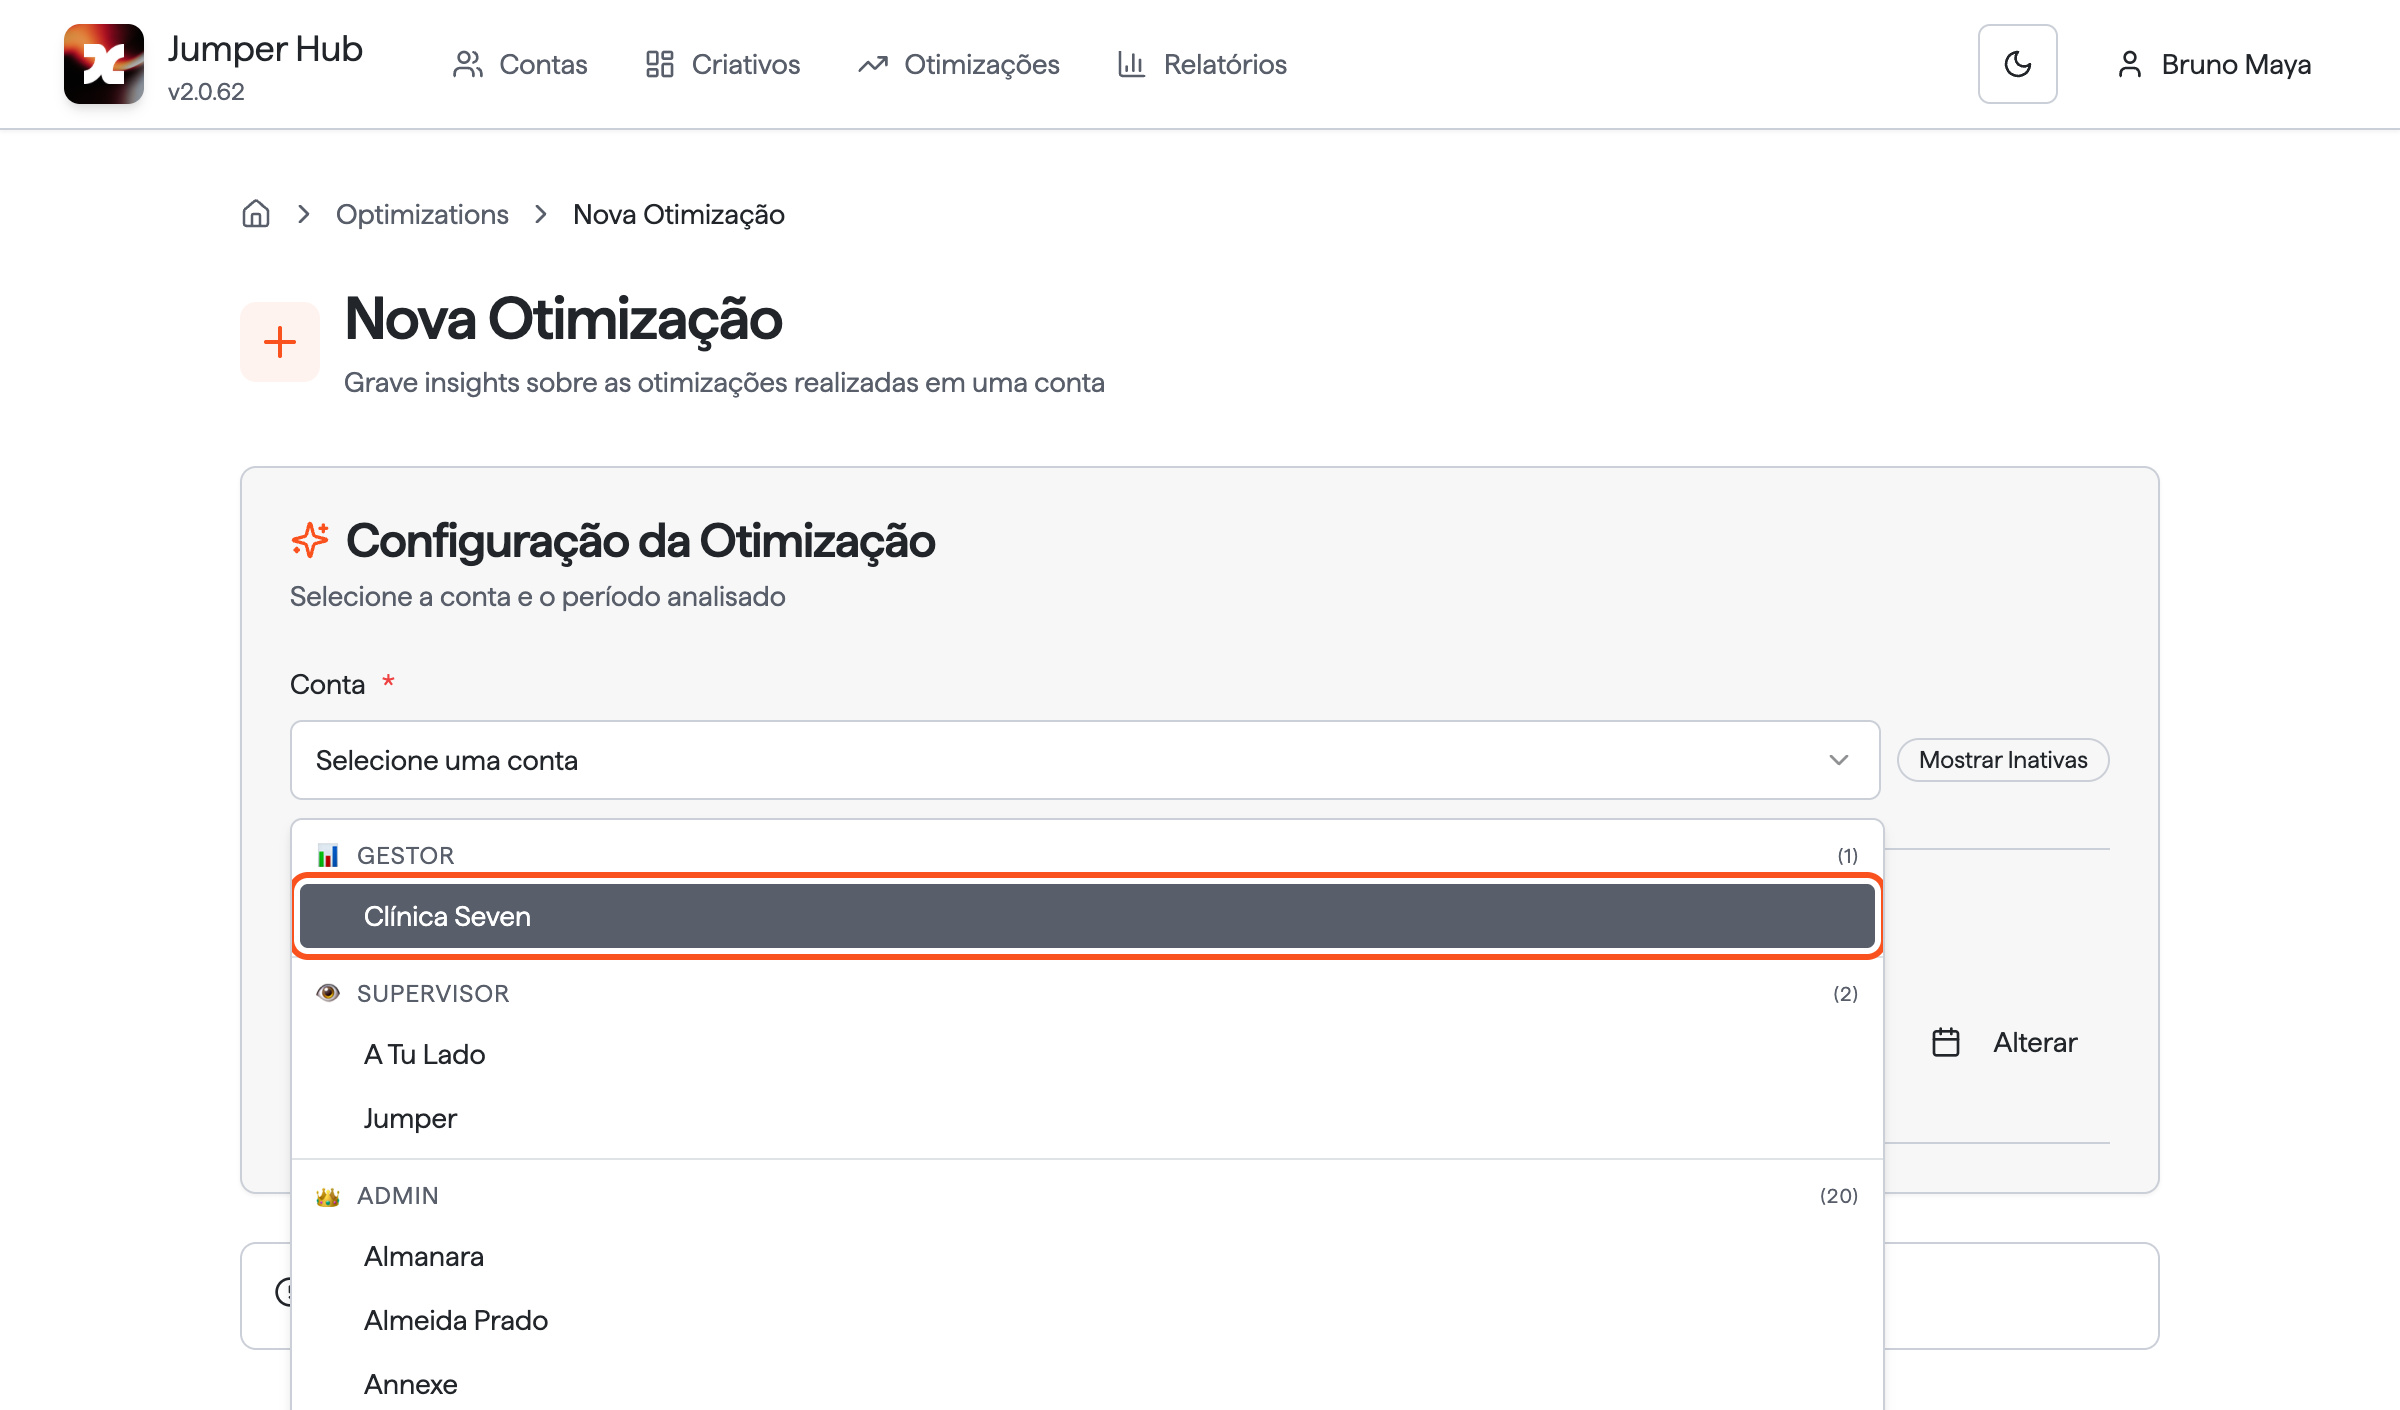 Jumper Hub
v2.0.62
Contas
Criativos
Otimizações
Relatórios
Bruno Maya
Optimizations
Nova Otimização
Nova Otimização
Grave insights sobre as otimizações realizadas em uma conta
Configuração da Otimização
Selecione a conta e o período analisado
Conta *
Selecione uma conta
Mostrar Inativas
GESTOR (1)
Clínica Seven
SUPERVISOR (2)
A Tu Lado
Jumper
Alterar
ADMIN (20)
Almanara
Almeida Prado
Annexe